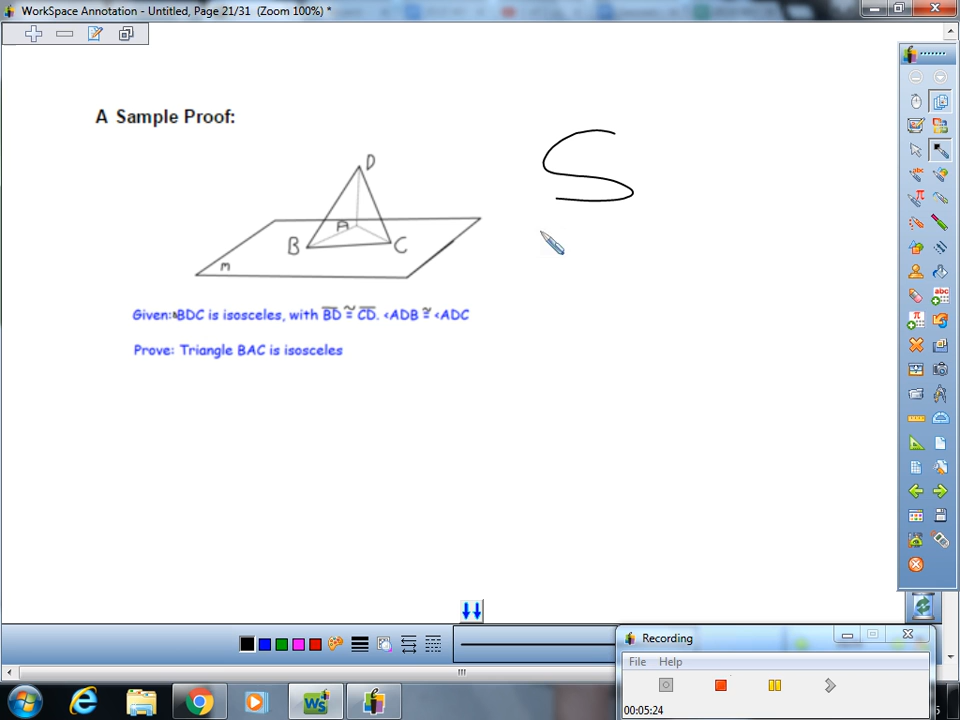 WorkSpace Annotation - Untitled, Page 21/31 (Zoom 100%) *
A Sample Proof:
S
D
A
B
C
m
Given: BDC is isosceles, with BD ≅ CD. <ADB ≅ <ADC
Prove: Triangle BAC is isosceles
Recording
File Help
00:05:24